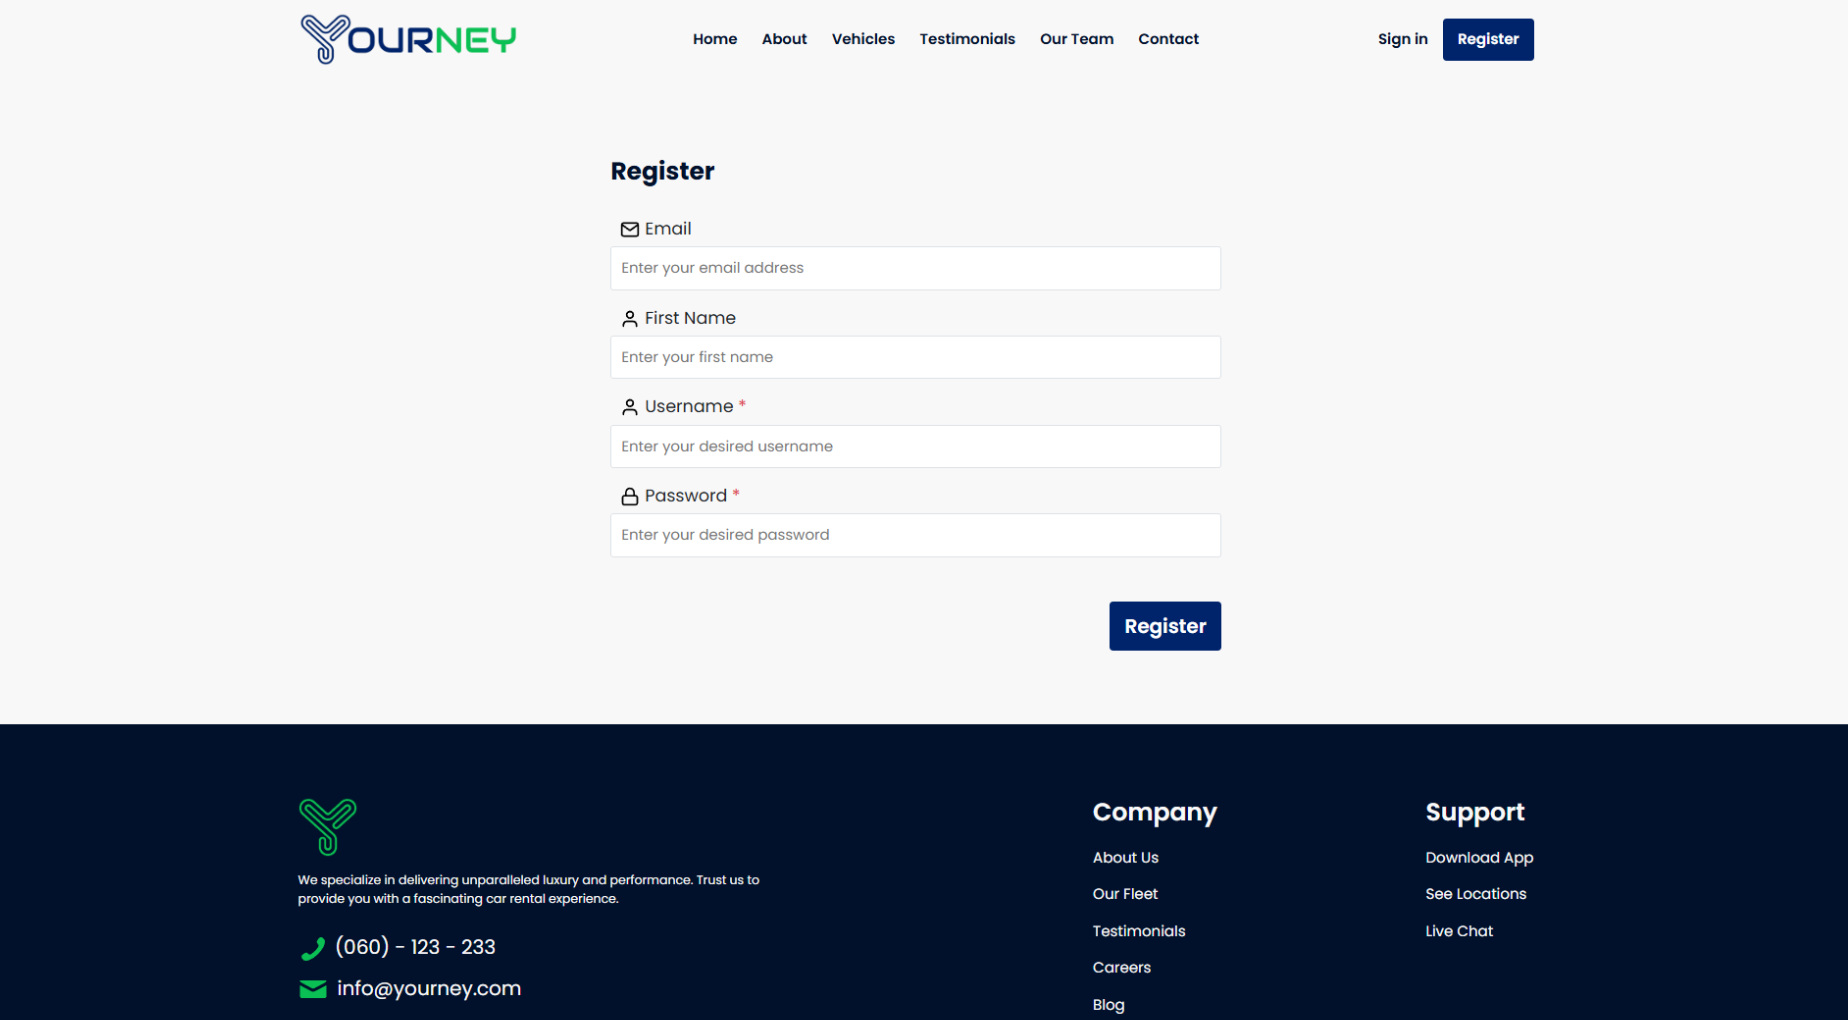 YOURNEY
Home About Vehicles Testimonials Our Team Contact
Sign in Register
Register
Email
Enter your email address
First Name
Enter your first name
Username *
Enter your desired username
Password *
Enter your desired password
Register
We specialize in delivering unparalleled luxury and performance. Trust us to
provide you with a fascinating car rental experience.
(060) - 123 - 233
info@yourney.com
Company
About Us
Our Fleet
Testimonials
Careers
Blog
Support
Download App
See Locations
Live Chat